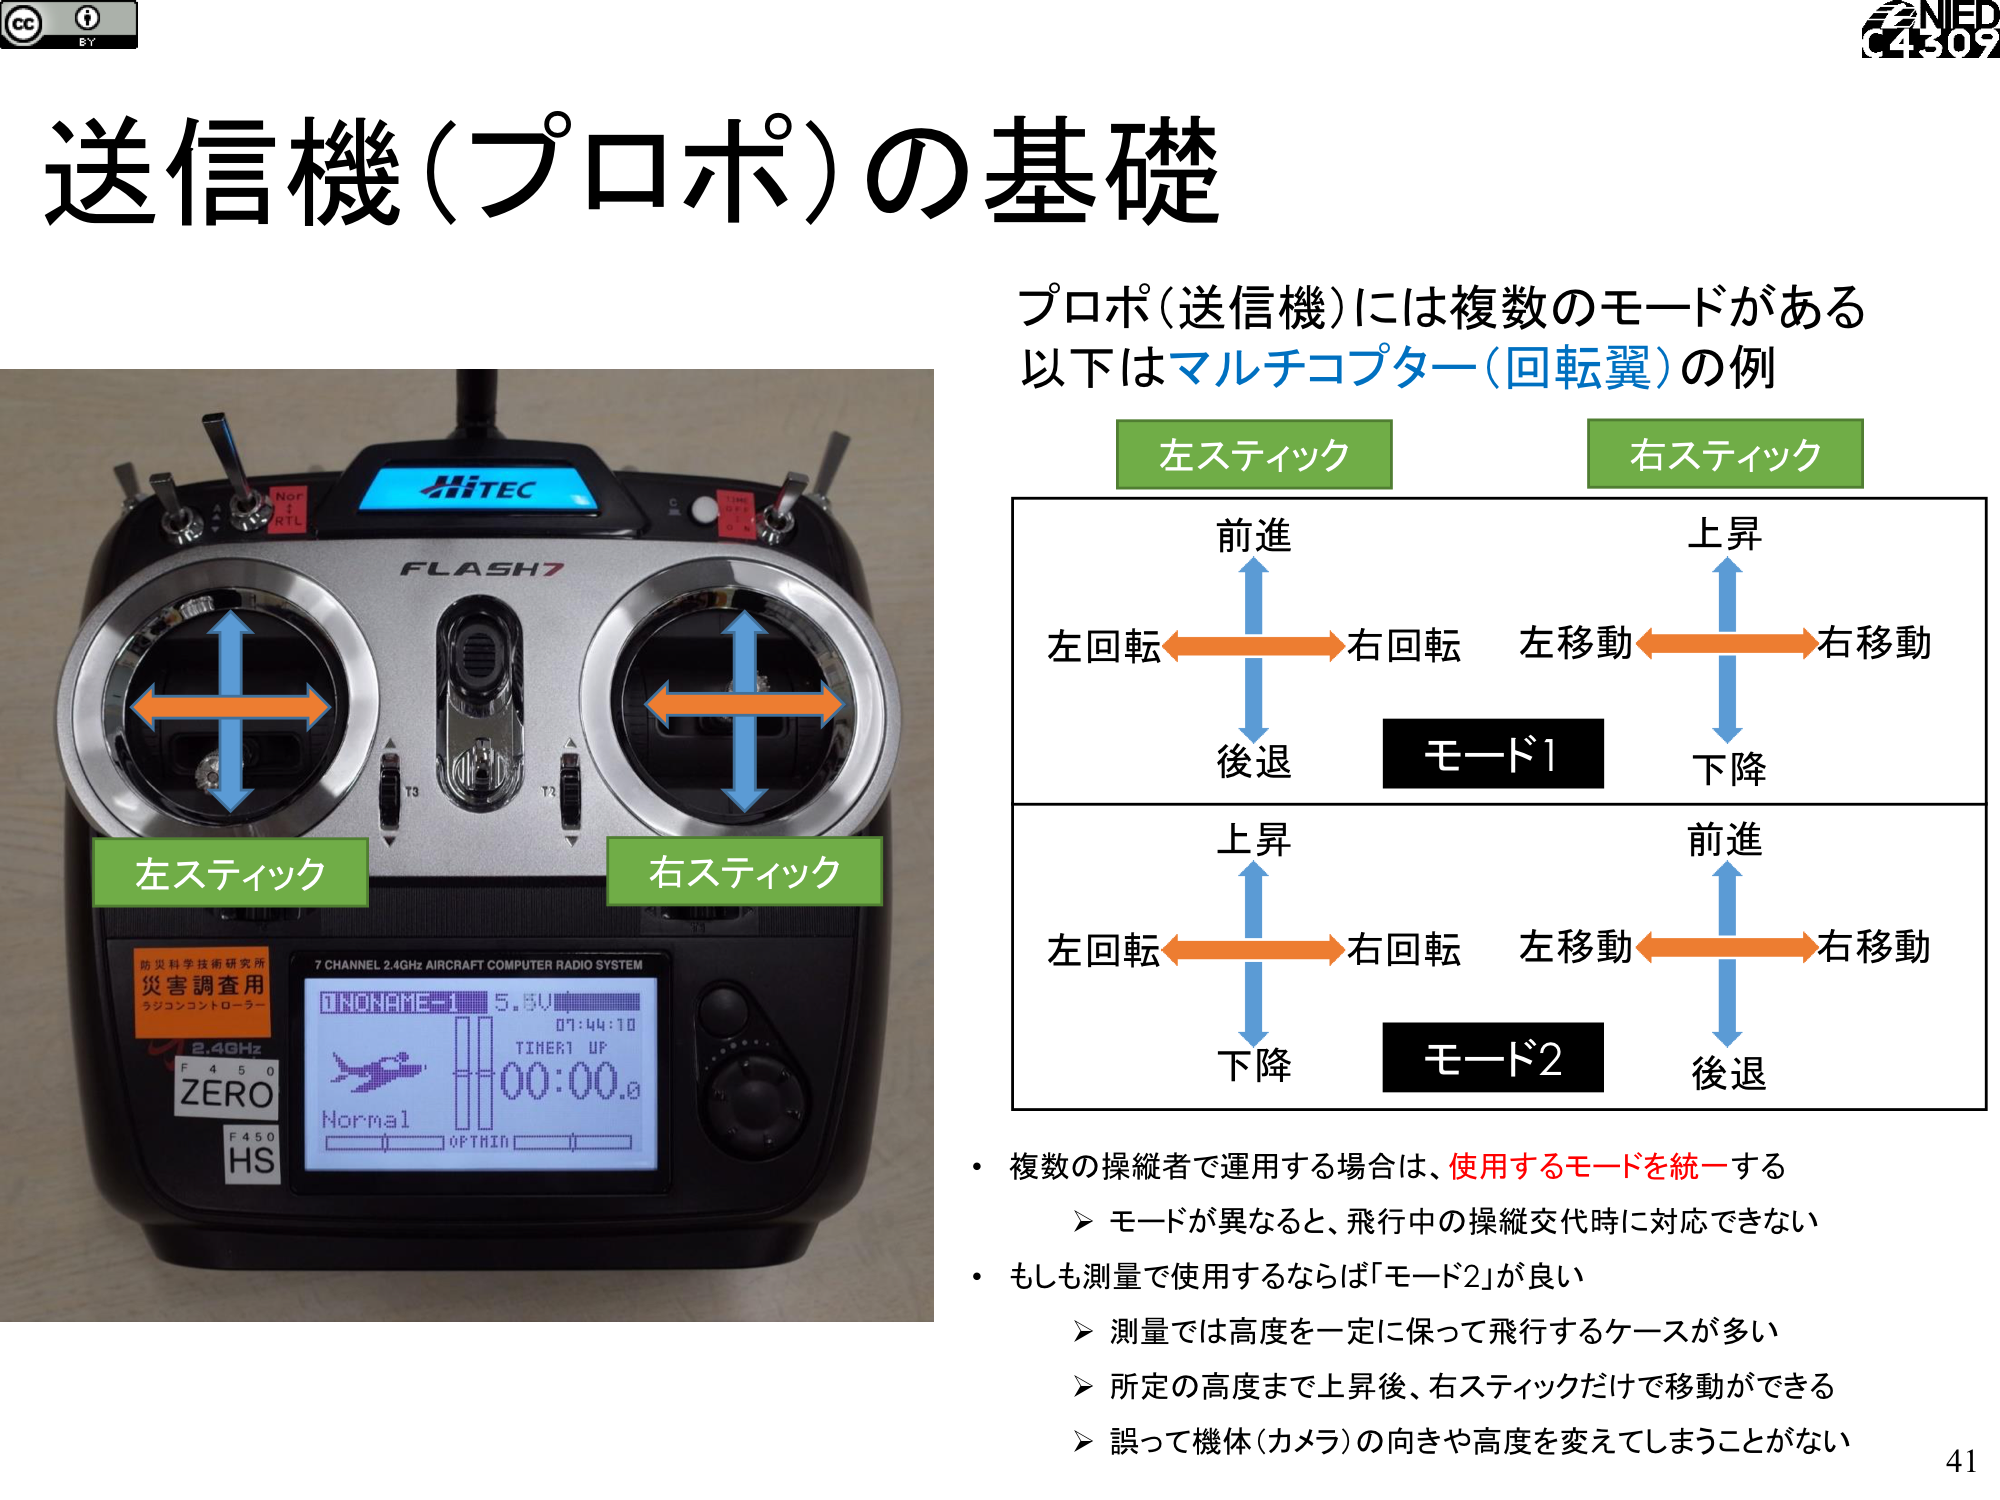 cc BY
NIED
C4309
送信機（プロポ）の基礎
プロポ（送信機）には複数のモードがある
以下はマルチコプター（回転翼）の例
左スティック 右スティック
前進 上昇
左回転 右回転 左移動 右移動
後退 モード1 下降
上昇 前進
左回転 右回転 左移動 右移動
下降 モード2 後退
Nor
RTL
HiTEC
C
TIME
OFF
ON
A
FLASH7
T3 T2
左スティック 右スティック
防災科学技術研究所
災害調査用
ラジコンコントローラー
2.4GHz
F450
ZERO
F450
HS
7 CHANNEL 2.4GHz AIRCRAFT COMPUTER RADIO SYSTEM
1 NONAME-1 5.8V
07:44:10
TIMER1 UP
00:00.0
Normal
OPTHIN
• 複数の操縦者で運用する場合は、使用するモードを統一する
➢ モードが異なると、飛行中の操縦交代時に対応できない
• もしも測量で使用するならば「モード2」が良い
➢ 測量では高度を一定に保って飛行するケースが多い
➢ 所定の高度まで上昇後、右スティックだけで移動ができる
➢ 誤って機体（カメラ）の向きや高度を変えてしまうことがない
41